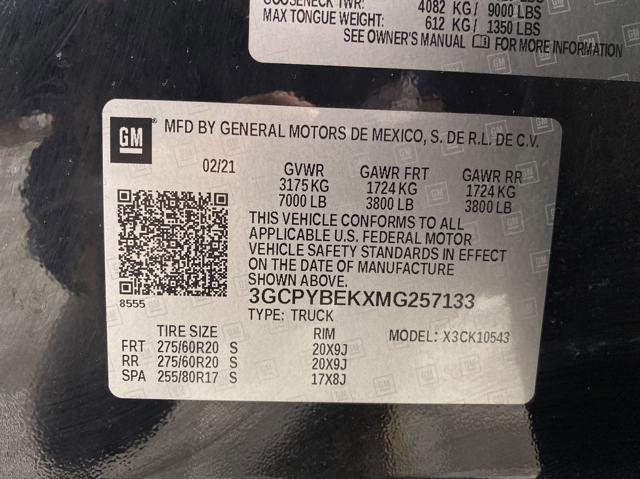 4082 KG/ 9000 LBS
MAX TONGUE WEIGHT: 612 KG/ 1350 LBS
SEE OWNER'S MANUAL FOR MORE INFORMATION
GM MFD BY GENERAL MOTORS DE MEXICO, S. DE R.L. DE C.V.
02/21 GVWR GAWR FRT GAWR RR
3175 KG 1724 KG 1724 KG
7000 LB 3800 LB 3800 LB
THIS VEHICLE CONFORMS TO ALL
APPLICABLE U.S. FEDERAL MOTOR
VEHICLE SAFETY STANDARDS IN EFFECT
ON THE DATE OF MANUFACTURE
SHOWN ABOVE.
8555 3GCPYBEKXMG257133
TYPE: TRUCK MODEL: X3CK10543
TIRE SIZE RIM
FRT 275/60R20 S 20X9J
RR 275/60R20 S 20X9J
SPA 255/80R17 S 17X8J